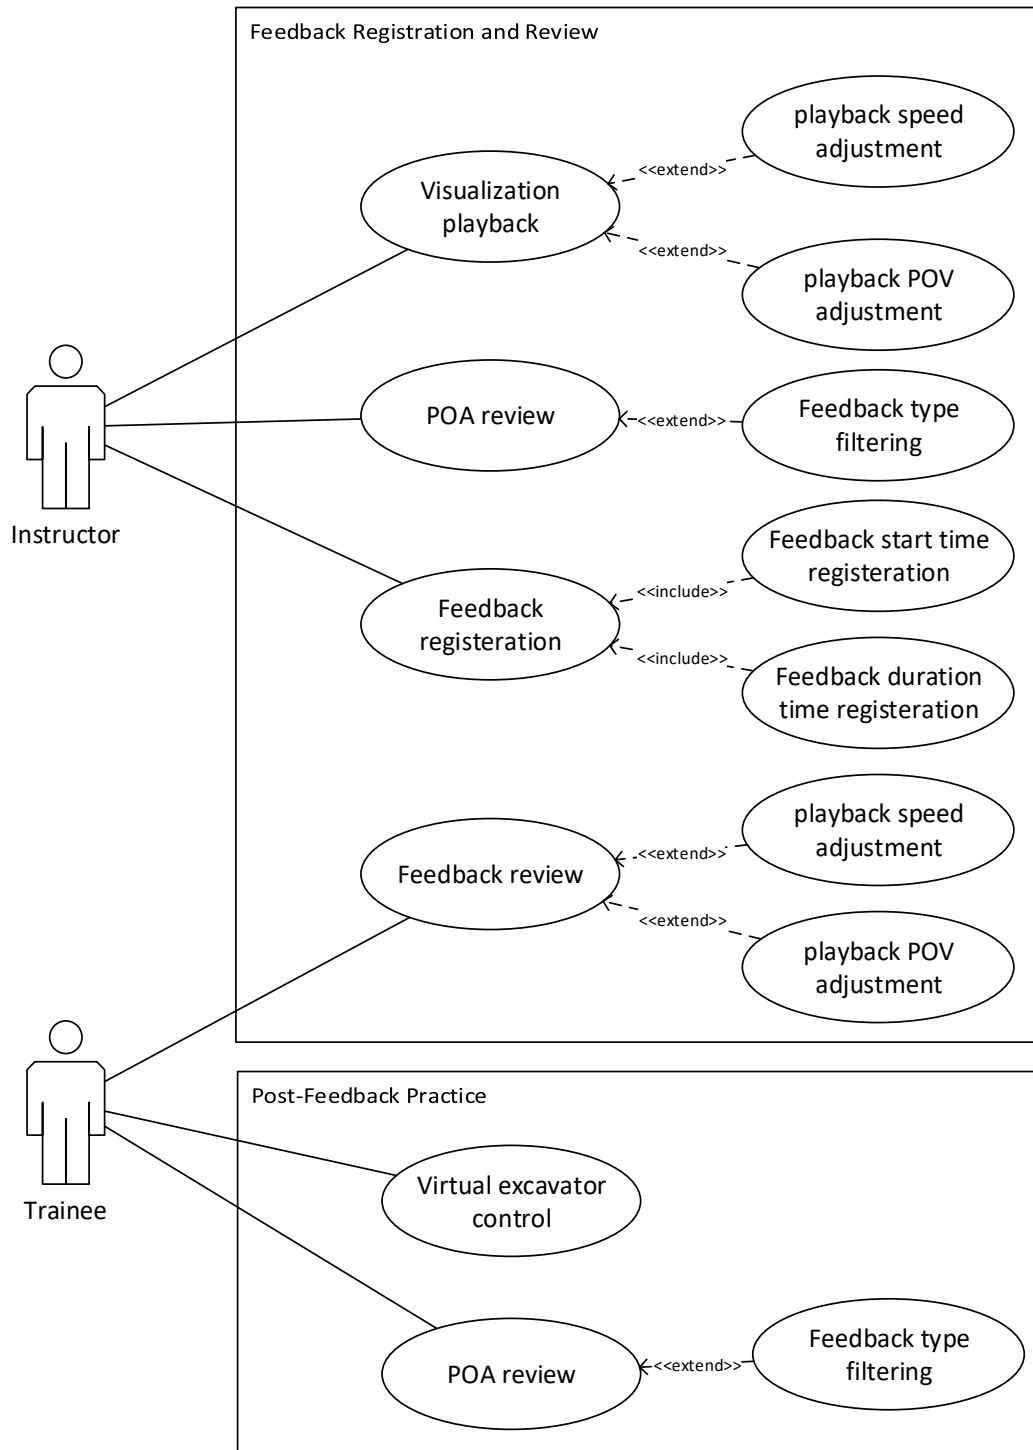 Feedback Registration and Review
playback speed
adjustment
<<extend>>
Visualization
playback
<<extend>>
playback POV
adjustment
POA review
<<extend>>
Feedback type
filtering
Instructor
Feedback start time
registeration
<<include>>
Feedback
registeration
<<include>>
Feedback duration
time registeration
playback speed
adjustment
<<extend>>
Feedback review
<<extend>>
playback POV
adjustment
Post-Feedback Practice
Trainee
Virtual excavator
control
POA review
<<extend>>
Feedback type
filtering